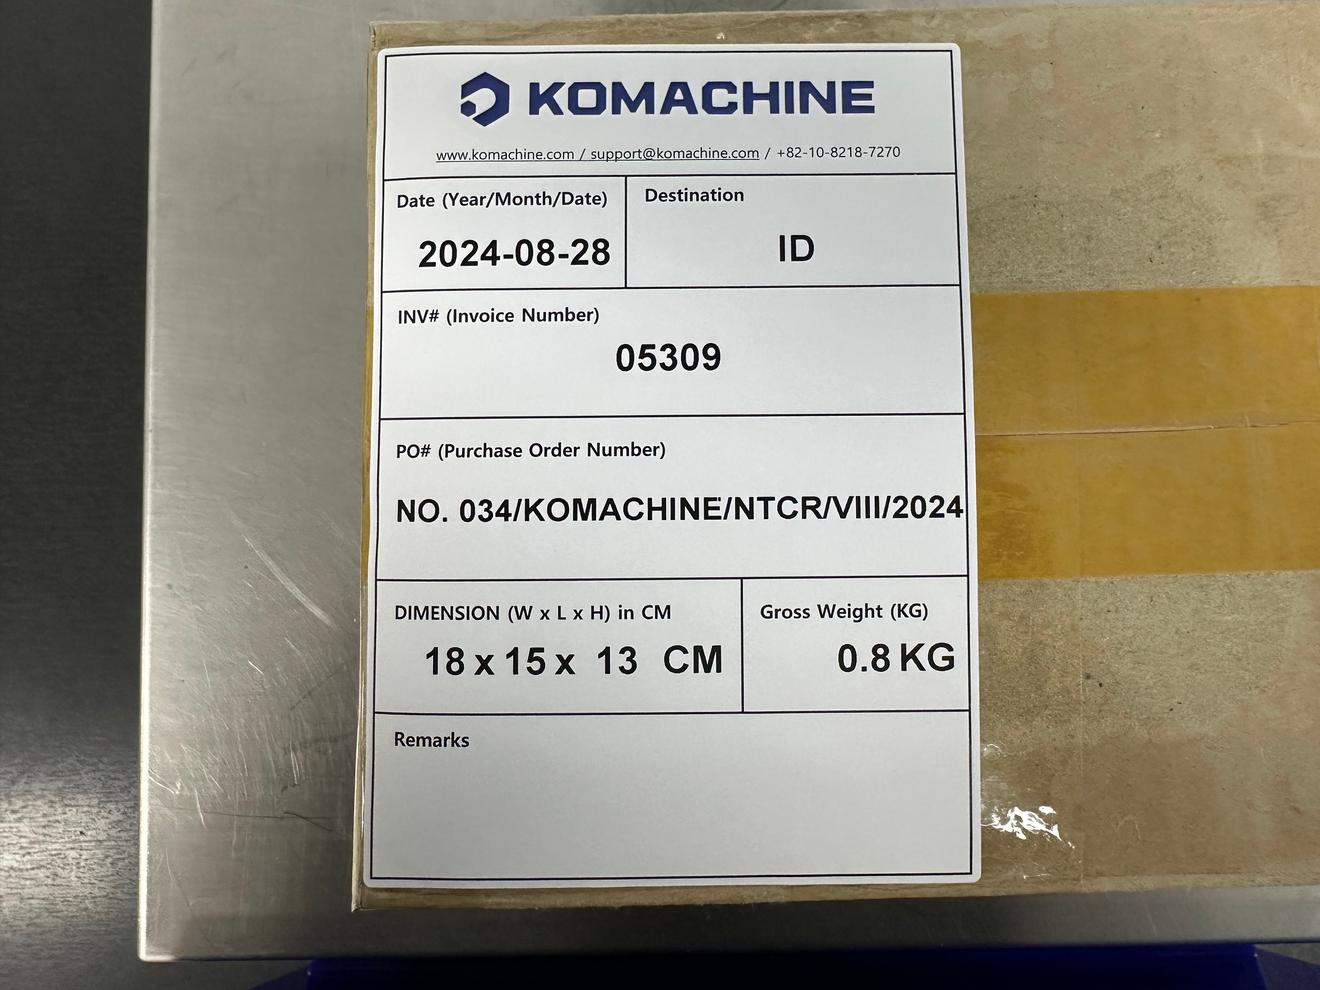 KOMACHINE
www.komachine.com / support@komachine.com / +82-10-8218-7270
Date (Year/Month/Date)
2024-08-28
Destination
ID
INV# (Invoice Number)
05309
PO# (Purchase Order Number)
NO. 034/KOMACHINE/NTCR/VIII/2024
DIMENSION (W x L x H) in CM
18 x 15 x 13 CM
Gross Weight (KG)
0.8 KG
Remarks